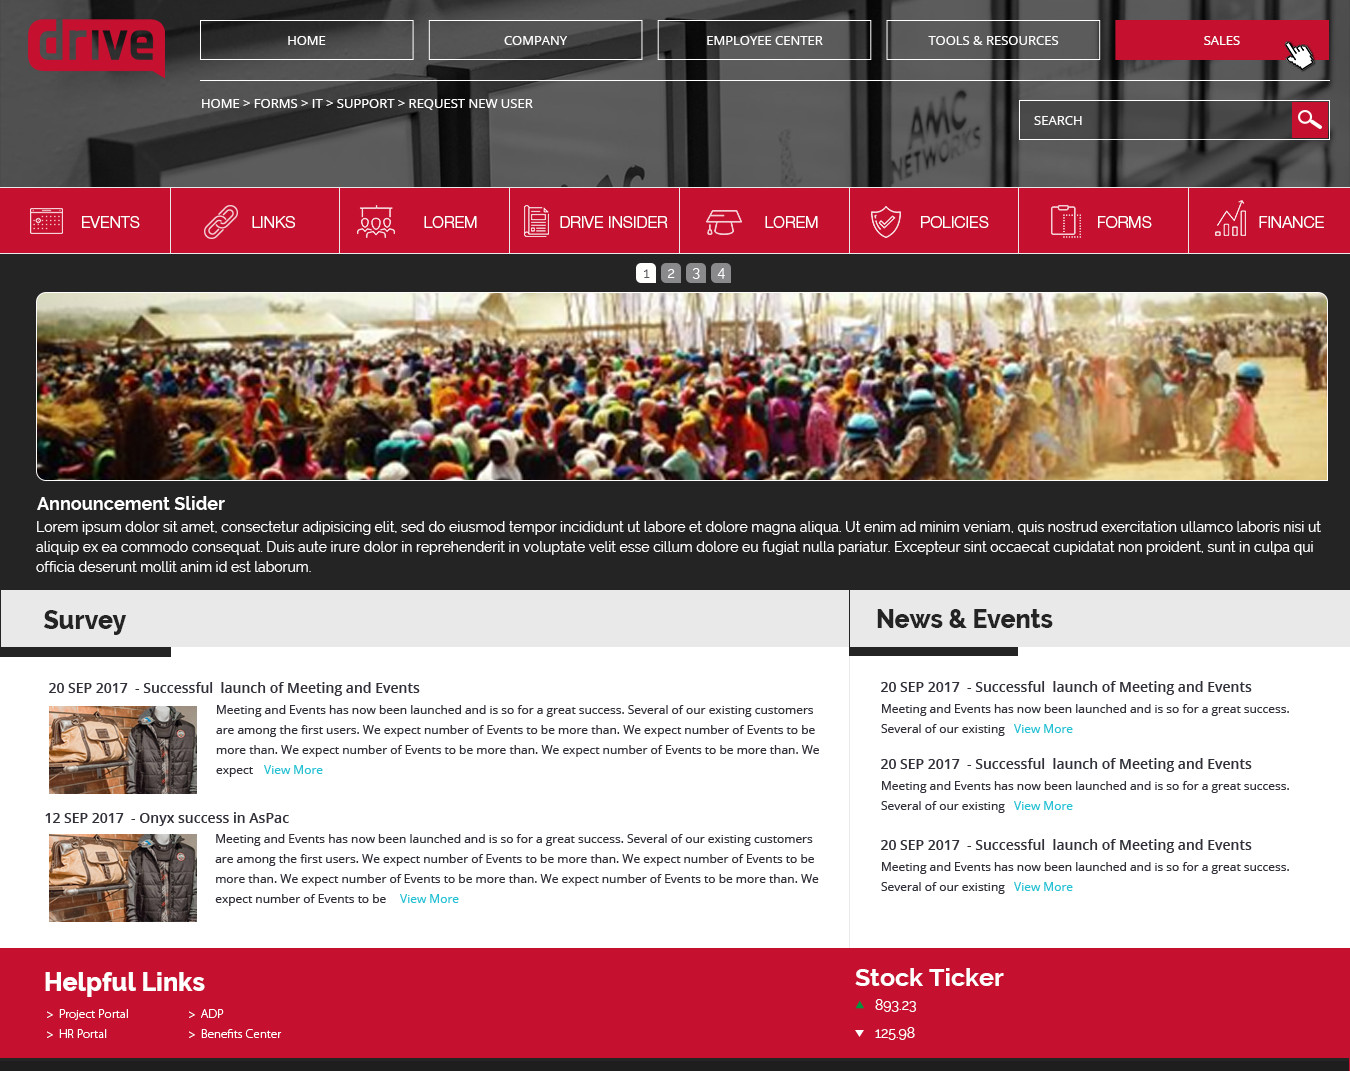 drive
HOME
COMPANY
EMPLOYEE CENTER
TOOLS & RESOURCES
SALES
HOME > FORMS > IT > SUPPORT > REQUEST NEW USER
SEARCH
AMC
NETWORKS
AMC
EVENTS
LINKS
LOREM
DRIVE INSIDER
LOREM
POLICIES
FORMS
FINANCE
1 2 3 4
Announcement Slider
Lorem ipsum dolor sit amet, consectetur adipisicing elit, sed do eiusmod tempor incididunt ut labore et dolore magna aliqua. Ut enim ad minim veniam, quis nostrud exercitation ullamco laboris nisi ut
aliquip ex ea commodo consequat. Duis aute irure dolor in reprehenderit in voluptate velit esse cillum dolore eu fugiat nulla pariatur. Excepteur sint occaecat cupidatat non proident, sunt in culpa qui
officia deserunt mollit anim id est laborum.
Survey
20 SEP 2017 - Successful launch of Meeting and Events
Meeting and Events has now been launched and is so for a great success. Several of our existing customers
are among the first users. We expect number of Events to be more than. We expect number of Events to be
more than. We expect number of Events to be more than. We expect number of Events to be more than. We
expect View More
12 SEP 2017 - Onyx success in AsPac
Meeting and Events has now been launched and is so for a great success. Several of our existing customers
are among the first users. We expect number of Events to be more than. We expect number of Events to be
more than. We expect number of Events to be more than. We expect number of Events to be more than. We
expect number of Events to be View More
News & Events
20 SEP 2017 - Successful launch of Meeting and Events
Meeting and Events has now been launched and is so for a great success.
Several of our existing View More
20 SEP 2017 - Successful launch of Meeting and Events
Meeting and Events has now been launched and is so for a great success.
Several of our existing View More
20 SEP 2017 - Successful launch of Meeting and Events
Meeting and Events has now been launched and is so for a great success.
Several of our existing View More
Helpful Links
> Project Portal
> ADP
> HR Portal
> Benefits Center
Stock Ticker
893.23
125.98